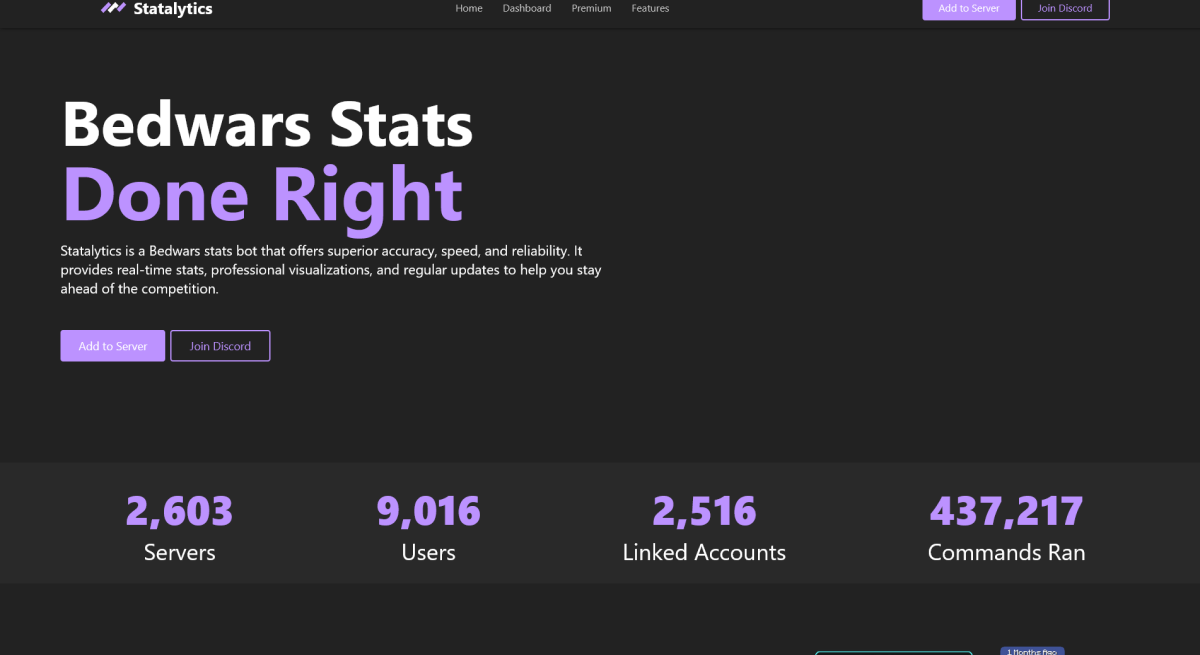 Statalytics
Home Dashboard Premium Features
Add to Server Join Discord
Bedwars Stats
Done Right
Statalytics is a Bedwars stats bot that offers superior accuracy, speed, and reliability. It
provides real-time stats, professional visualizations, and regular updates to help you stay
ahead of the competition.
Add to Server Join Discord
2,603 9,016 2,516 437,217
Servers Users Linked Accounts Commands Ran
1 Months Ago